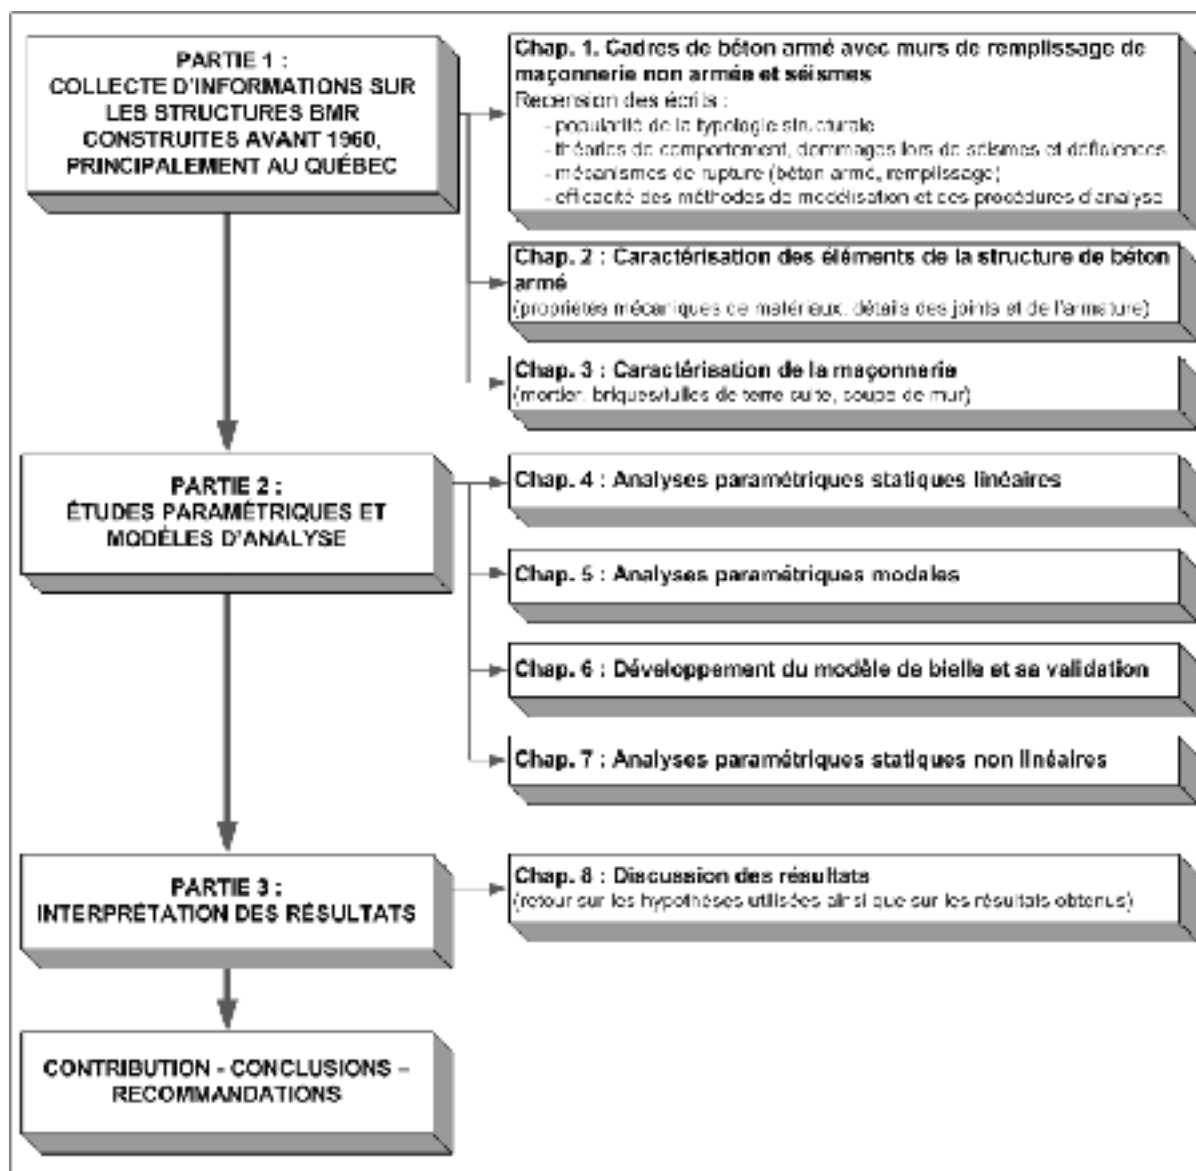 PARTIE 1 :
COLLECTE D'INFORMATIONS SUR
LES STRUCTURES BMR
CONSTRUITES AVANT 1960,
PRINCIPALEMENT AU QUÉBEC
Chap. 1. Cadres de béton armé avec murs de remplissage de
maçonnerie non armée et séismes
Recension des écrits :
- popularité de la typologie structurale
- théories de comportement, dommages lors de séismes et déficiences
- mécanismes de rupture (béton armé, remplissage)
- efficacité des méthodes de modélisation et des procédures d'analyse
Chap. 2 : Caractérisation des éléments de la structure de béton
armé
(propriétés mécaniques de matériaux, détails des joints et de l'armature)
Chap. 3 : Caractérisation de la maçonnerie
(mortier, briques/tuiles de terre cuite, coupe de mur)
PARTIE 2 :
ÉTUDES PARAMÉTRIQUES ET
MODÈLES D'ANALYSE
Chap. 4 : Analyses paramétriques statiques linéaires
Chap. 5 : Analyses paramétriques modales
Chap. 6 : Développement du modèle de bielle et sa validation
Chap. 7 : Analyses paramétriques statiques non linéaires
PARTIE 3 :
INTERPRÉTATION DES RÉSULTATS
Chap. 8 : Discussion des résultats
(retour sur les hypothèses utilisées ainsi que sur les résultats obtenus)
CONTRIBUTION - CONCLUSIONS –
RECOMMANDATIONS